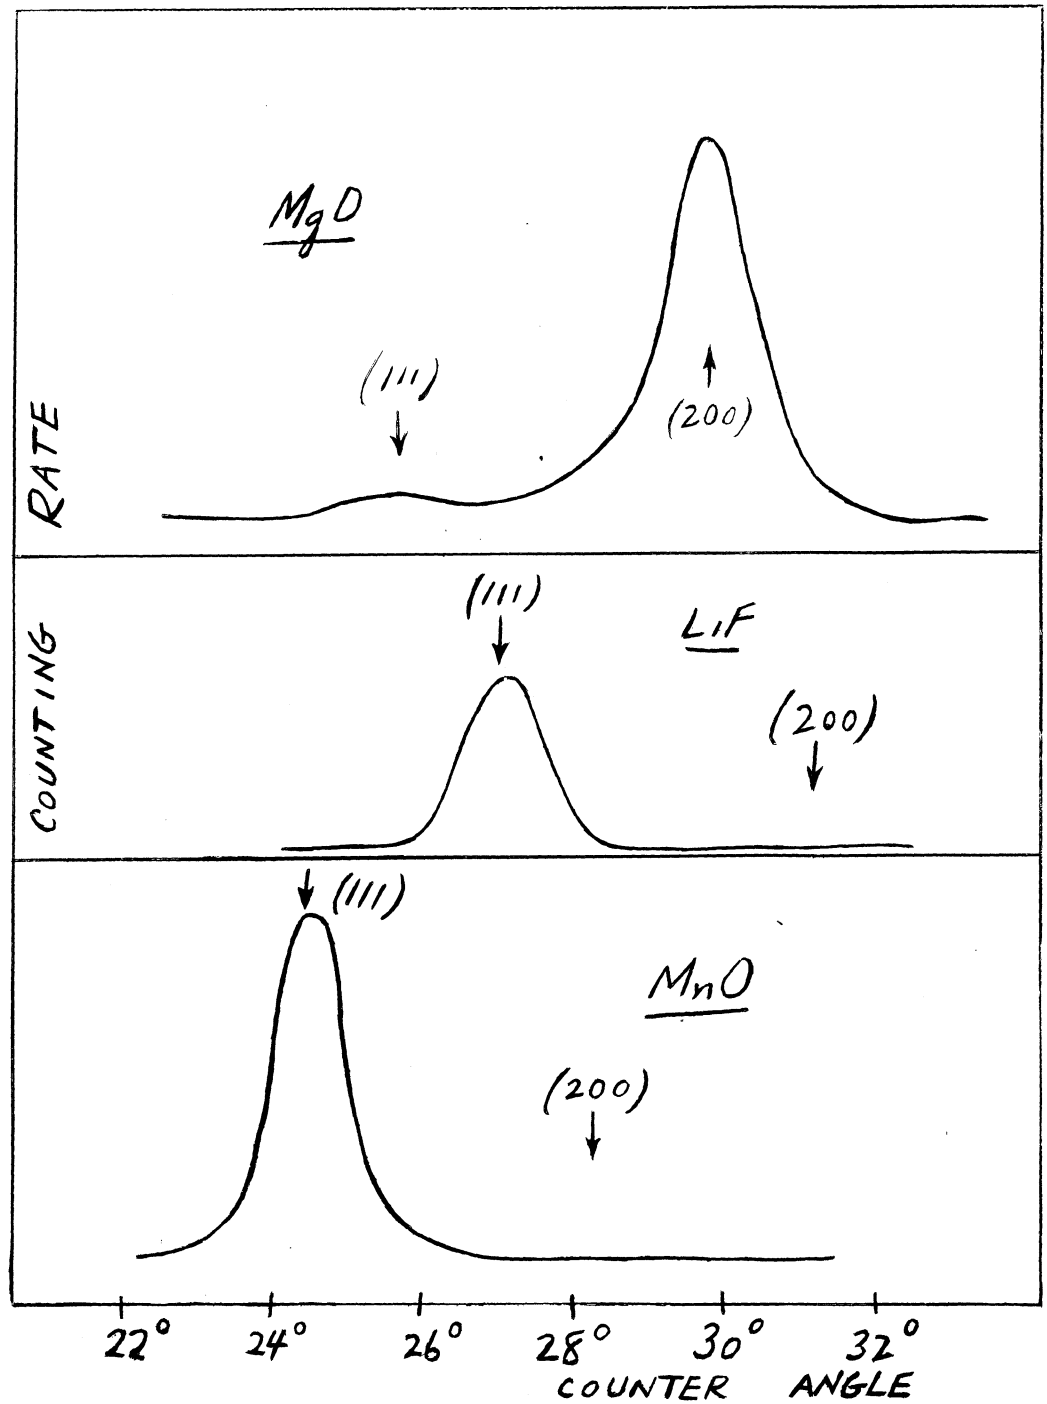 MgO
(111)
(200)
RATE
(111)
LiF
(200)
COUNTING
(111)
MnO
(200)
22° 24° 26° 28° 30° 32°
COUNTER ANGLE